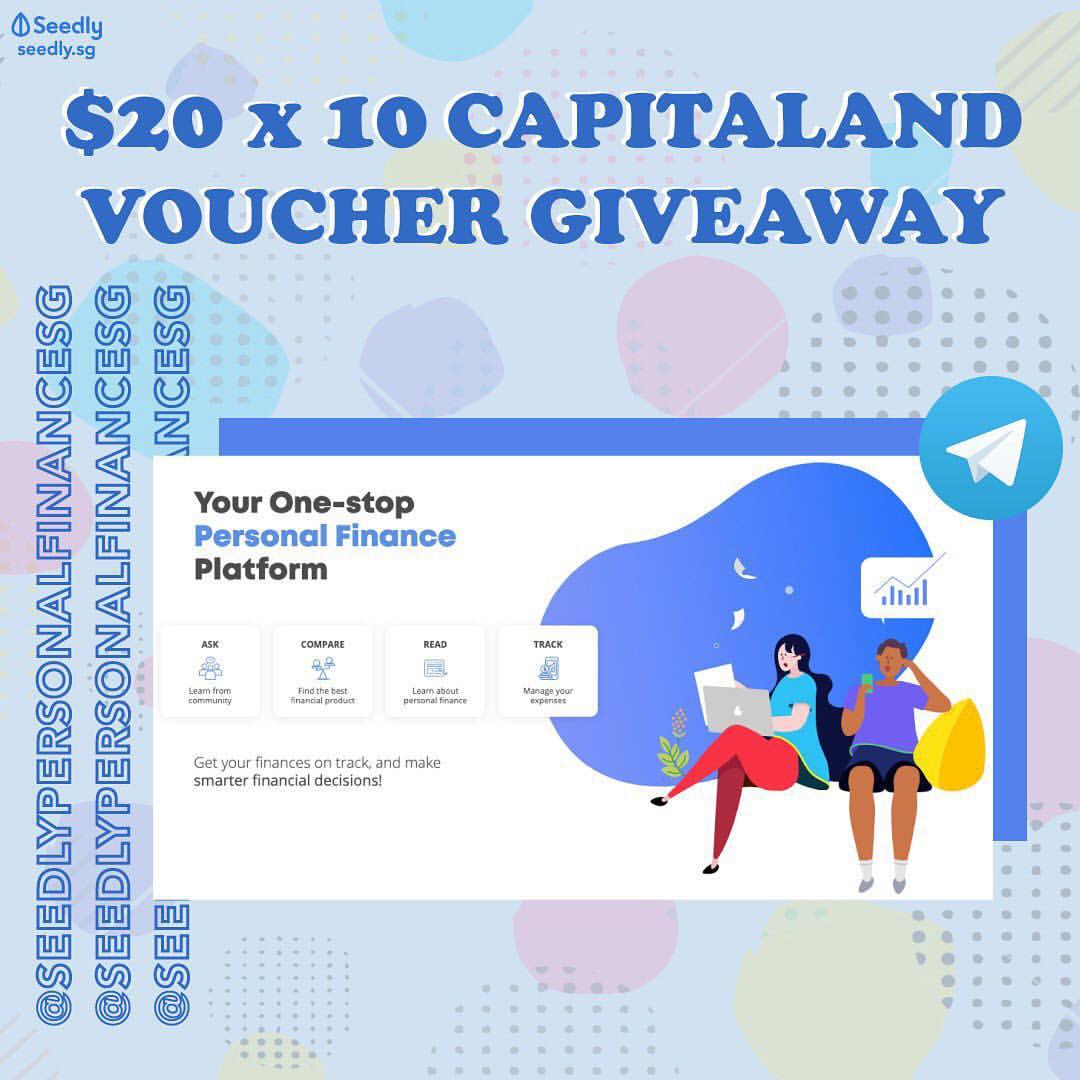 Seedly
seedly.sg
$20 x 10 CAPITALAND
VOUCHER GIVEAWAY
@SEEDLYPERSONALFINANCESG
@SEEDLYPERSONALFINANCESG
@SEE
ANCESG
Your One-stop
Personal Finance
Platform
ASK
Learn from
community
COMPARE
Find the best
financial product
READ
Learn about
personal finance
TRACK
Manage your
expenses
Get your finances on track, and make
smarter financial decisions!